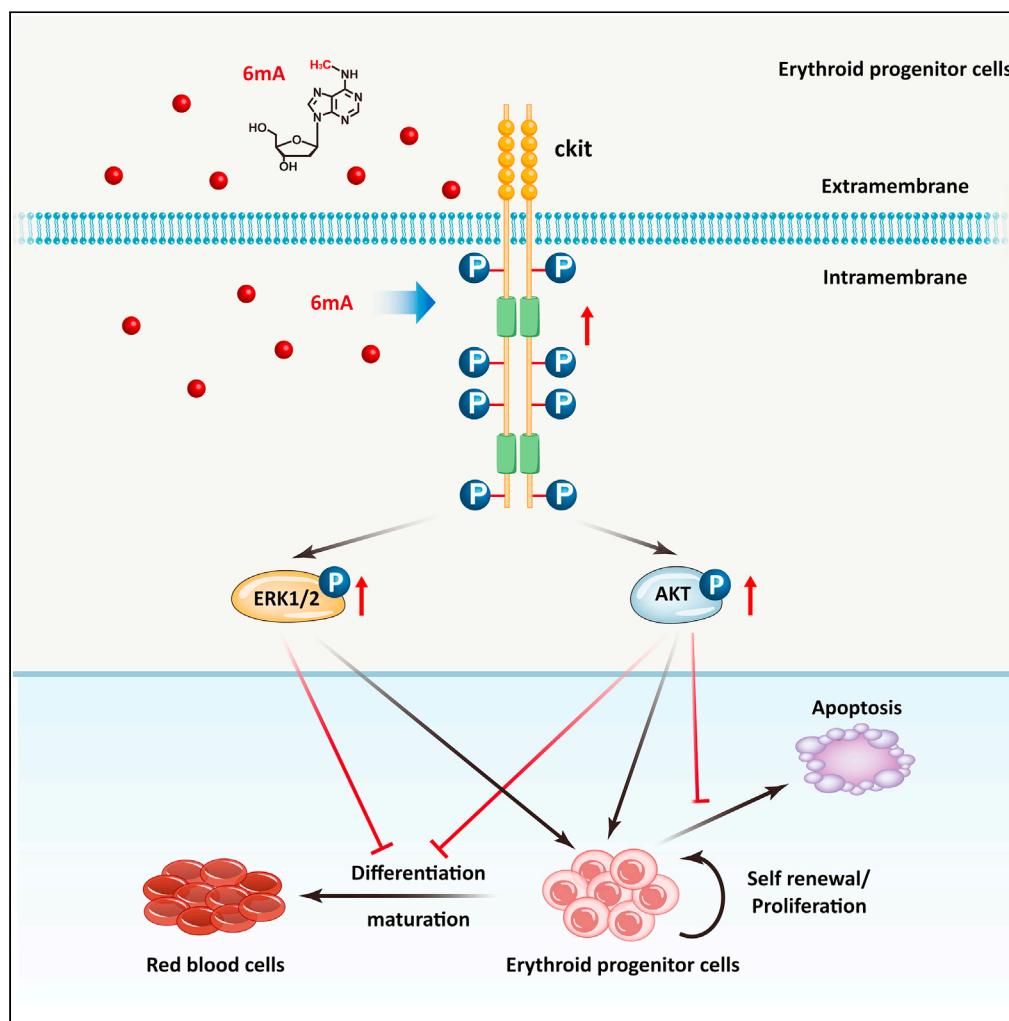 6mA
H₃C
NH
N
N
N
N
HO
O
OH
Erythroid progenitor cells
ckit
Extramembrane
Intramembrane
P
P
6mA
P
P
P
P
P
P
ERK1/2
P
AKT
P
Apoptosis
Differentiation
maturation
Self renewal/
Proliferation
Red blood cells
Erythroid progenitor cells